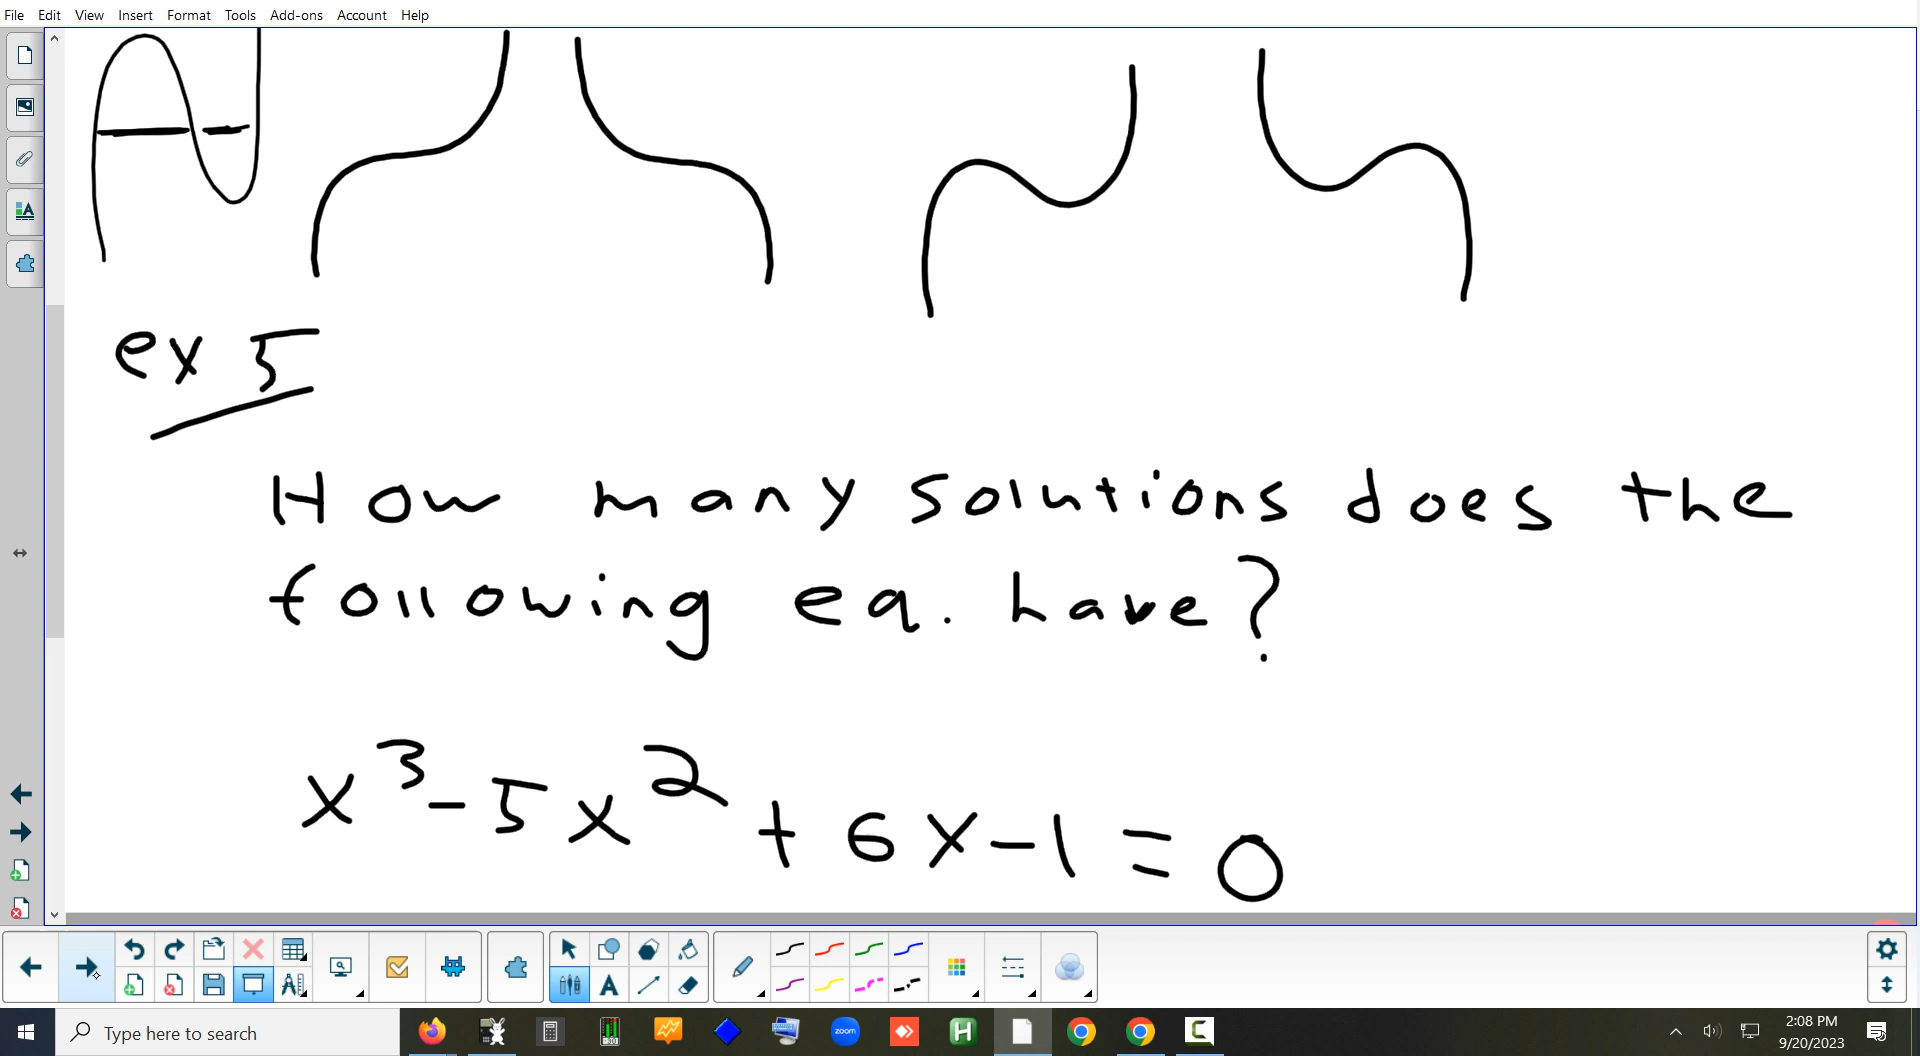 File Edit View Insert Format Tools Add-ons Account Help
ex 5
How many solutions does the
following eq. have?
x³ - 5x² + 6x - 1 = 0
Type here to search
zoom
2:08 PM
9/20/2023